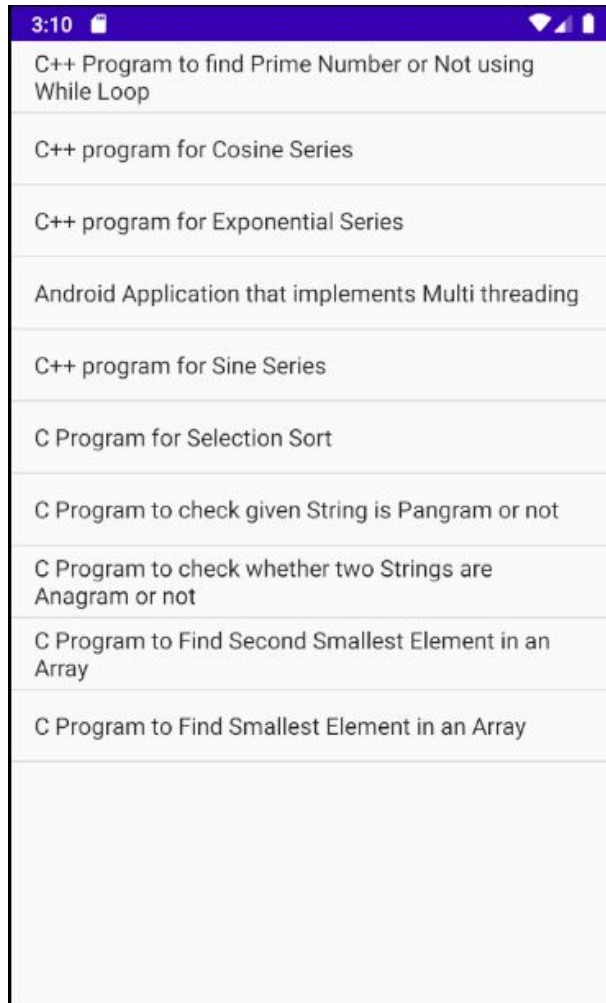 3:10
C++ Program to find Prime Number or Not using
While Loop
C++ program for Cosine Series
C++ program for Exponential Series
Android Application that implements Multi threading
C++ program for Sine Series
C Program for Selection Sort
C Program to check given String is Pangram or not
C Program to check whether two Strings are
Anagram or not
C Program to Find Second Smallest Element in an
Array
C Program to Find Smallest Element in an Array